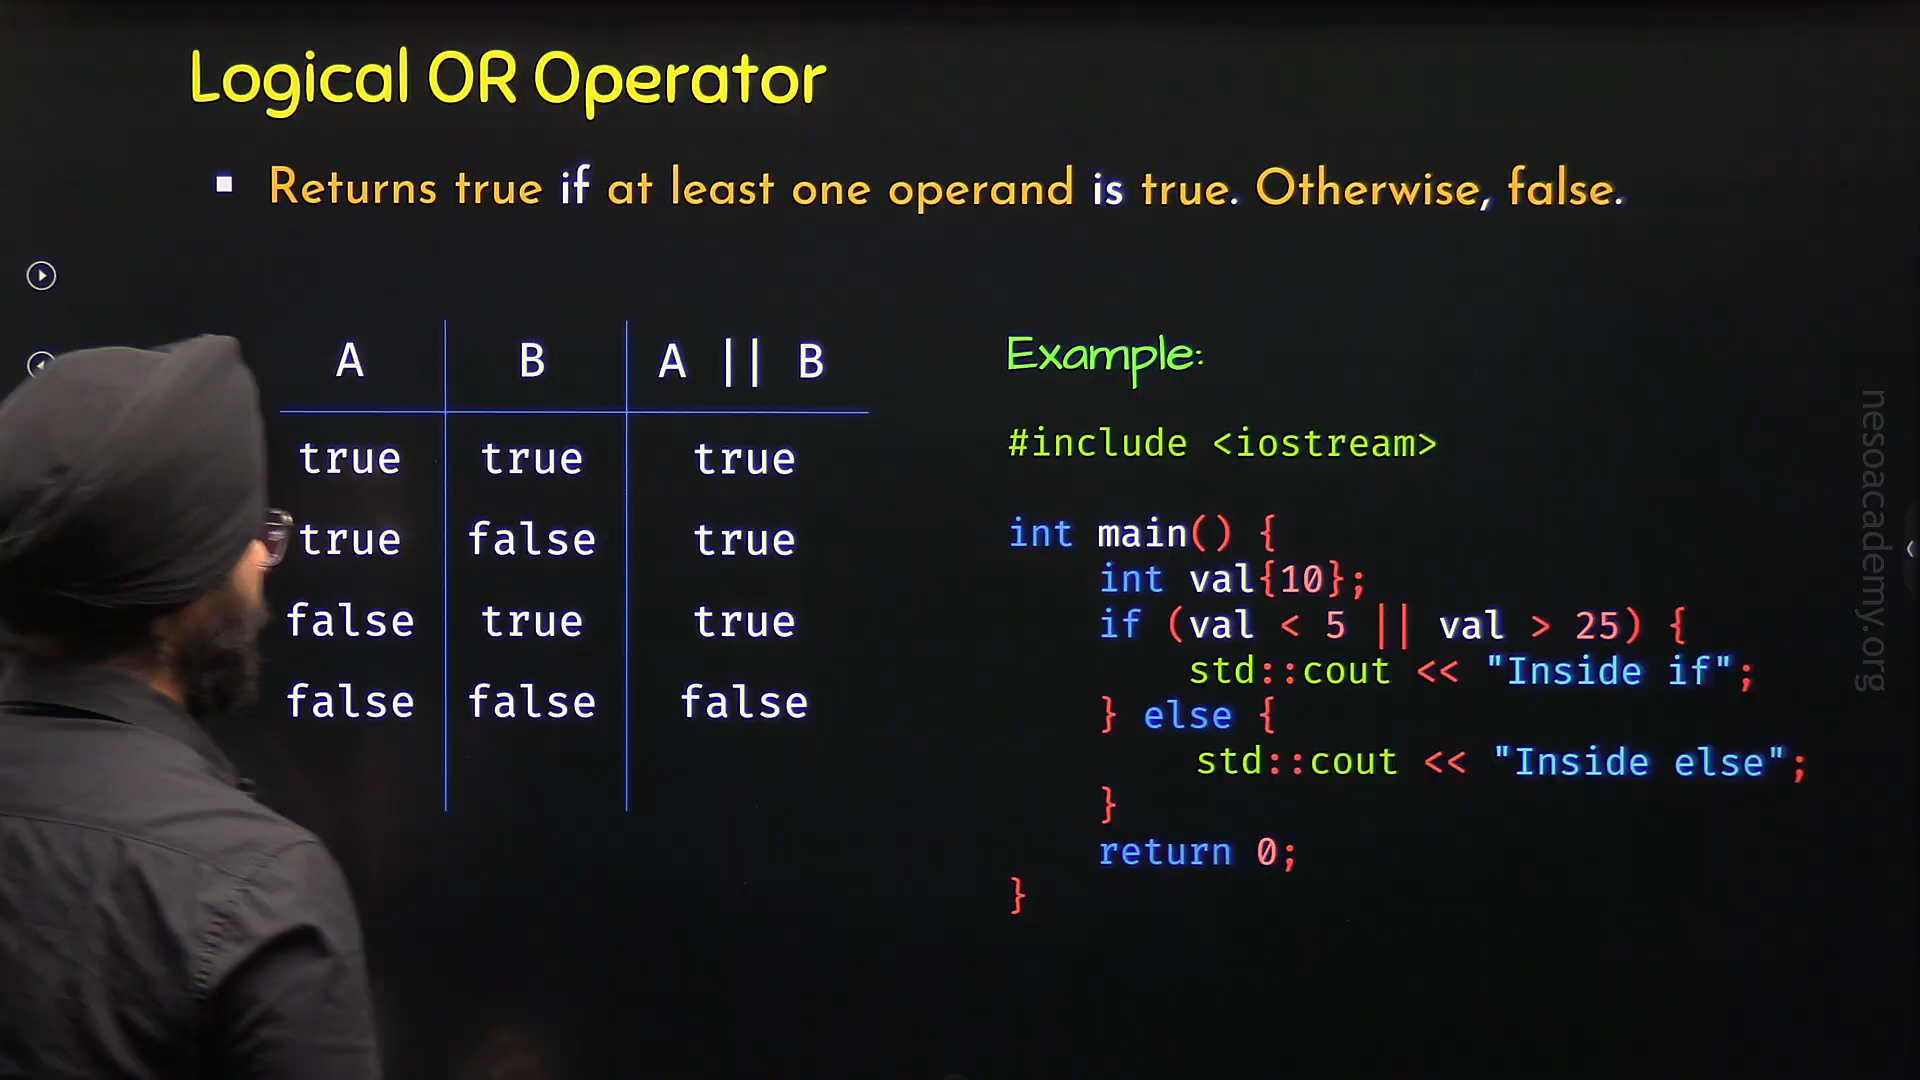 Logical OR Operator
Returns true if at least one operand is true. Otherwise, false.
A B A || B
true true true
true false true
false true true
false false false
Example:
#include <iostream>
int main() {
int val{10};
if (val < 5 || val > 25) {
std::cout << "Inside if";
} else {
std::cout << "Inside else";
}
return 0;
}
nesoacademy.org